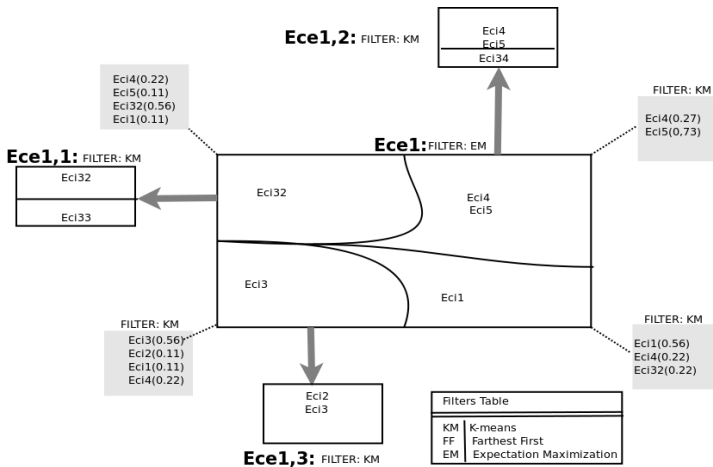 Ece1,2: FILTER: KM
Eci4
Eci5
Eci34
Eci4(0.22)
Eci5(0.11)
Eci32(0.56)
Eci1(0.11)
FILTER: KM
Eci4(0.27)
Eci5(0,73)
Ece1,1: FILTER: KM
Eci32
Eci33
Ece1: FILTER: EM
Eci32
Eci4
Eci5
Eci3
Eci1
FILTER: KM
Eci3(0.56)
Eci2(0.11)
Eci1(0.11)
Eci4(0.22)
FILTER: KM
Eci1(0.56)
Eci4(0.22)
Eci32(0.22)
Eci2
Eci3
Ece1,3: FILTER: KM
Filters Table
KM K-means
FF Farthest First
EM Expectation Maximization